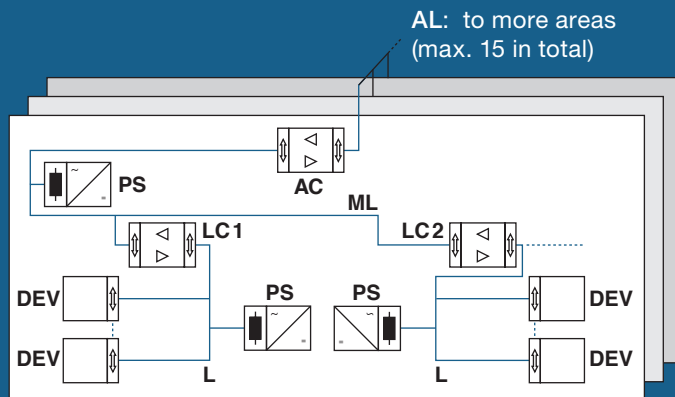 AL: to more areas
(max. 15 in total)
PS
AC
ML
LC1
LC2
DEV
PS
PS
DEV
DEV
L
L
DEV